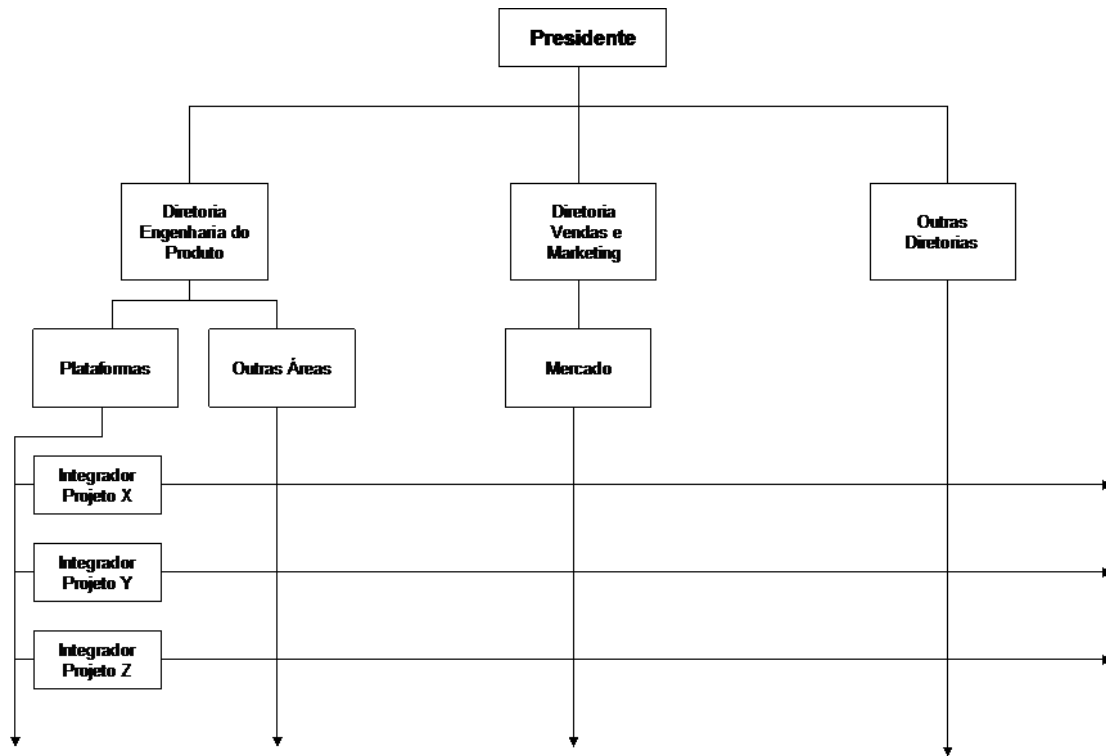 Presidente
Diretoria
Engenharia do
Produto
Diretoria
Vendas e
Marketing
Outras
Diretorias
Plataformas
Outras Áreas
Mercado
Integrador
Projeto X
Integrador
Projeto Y
Integrador
Projeto Z